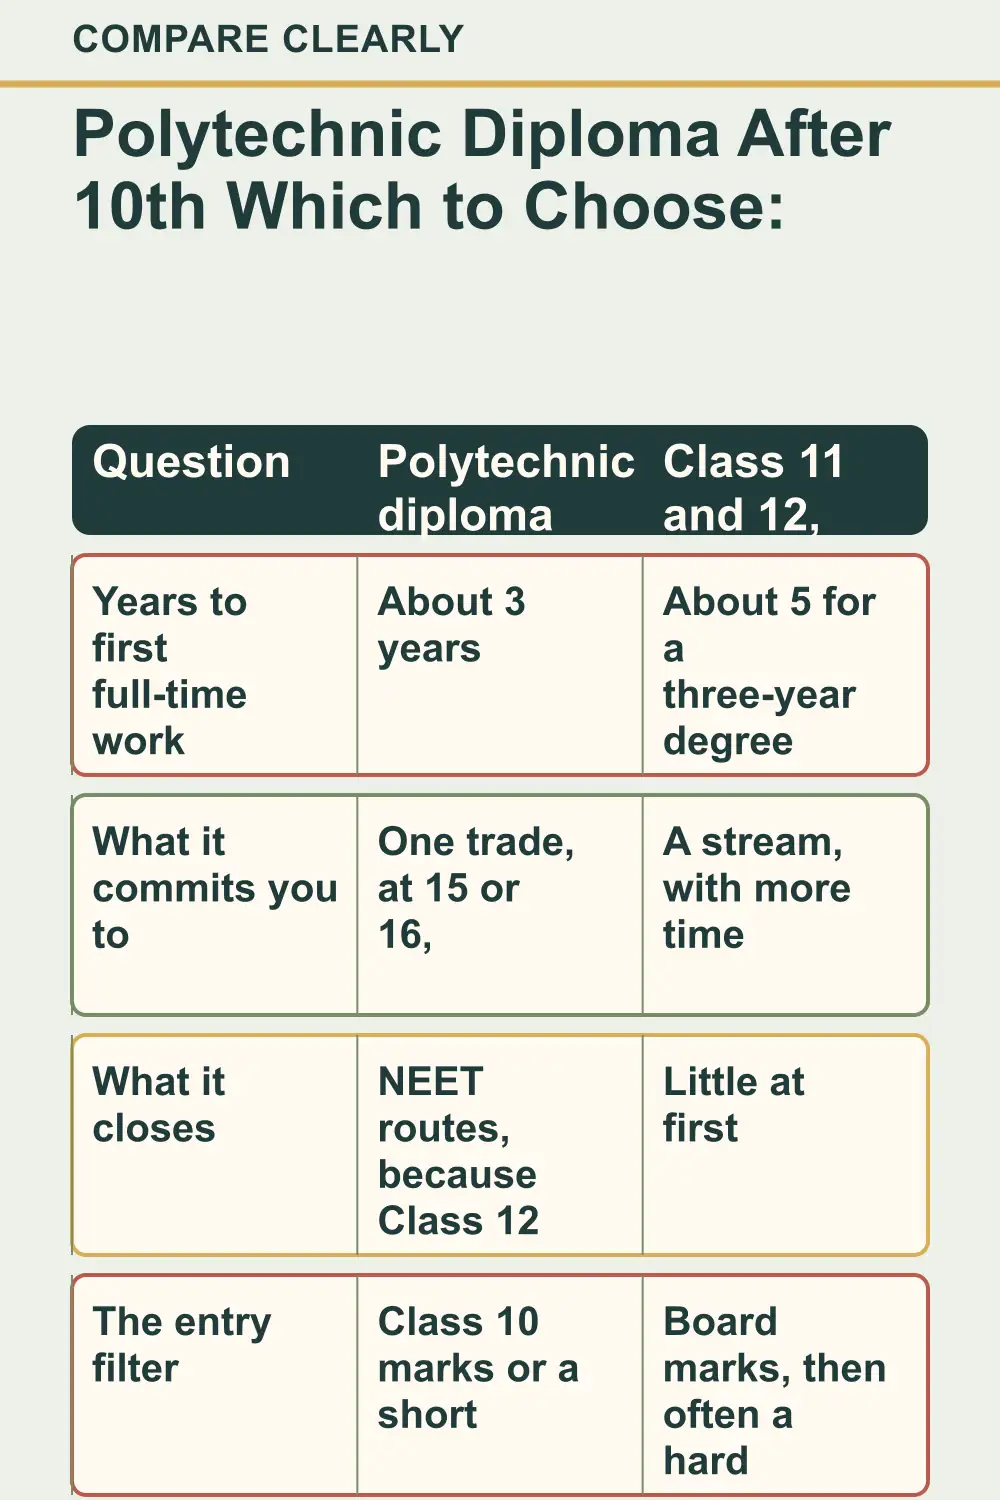 COMPARE CLEARLY
Polytechnic Diploma After
10th Which to Choose:
Question
Polytechnic
diploma
Class 11
and 12,
Years to
first
full-time
work
About 3
years
About 5 for
a
three-year
degree
What it
commits you
to
One trade,
at 15 or
16,
A stream,
with more
time
What it
closes
NEET
routes,
because
Class 12
Little at
first
The entry
filter
Class 10
marks or a
short
Board
marks, then
often a
hard